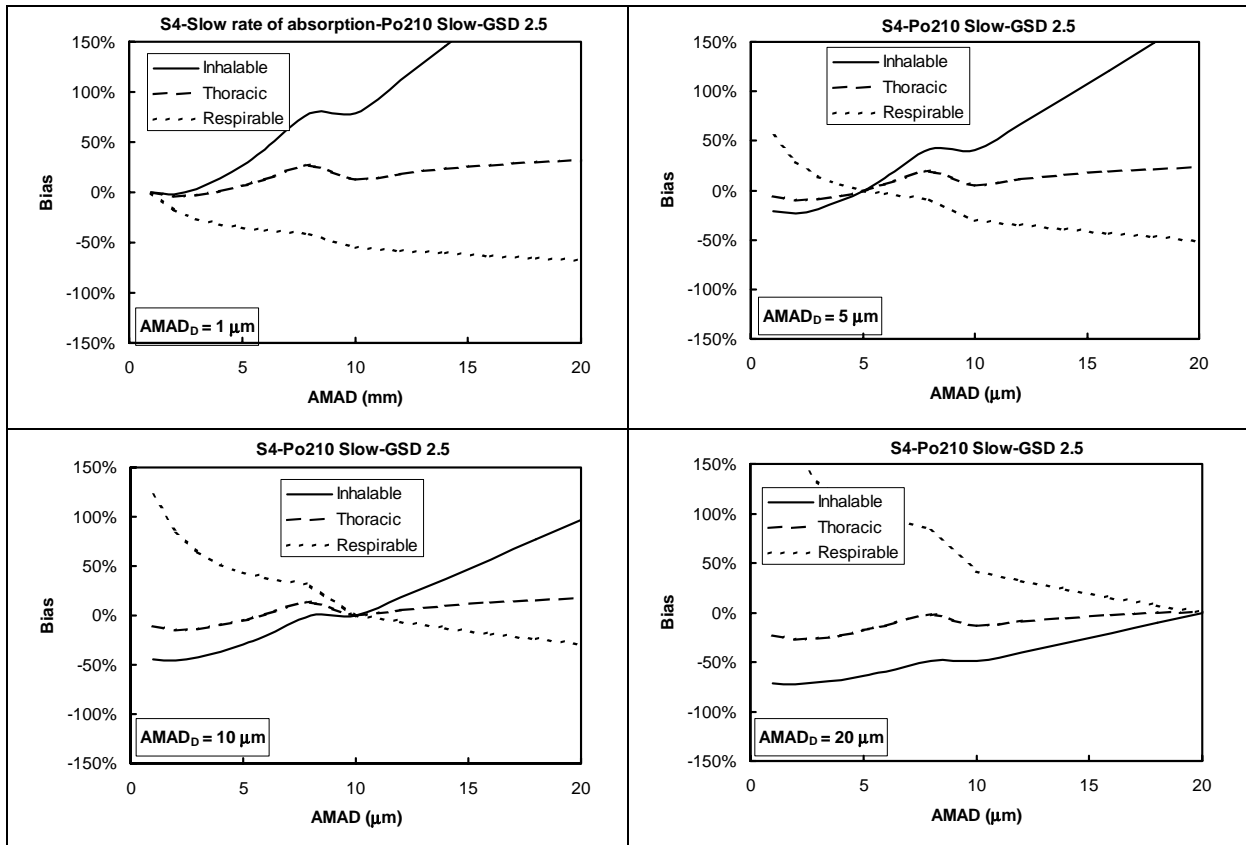 S4-Slow rate of absorption-Po210 Slow-GSD 2.5
150%
100%
50%
0%
-50%
-100%
-150%
Bias
Inhalable
Thoracic
Respirable
AMADD = 1 μm
0 5 10 15 20
AMAD (mm)
S4-Po210 Slow-GSD 2.5
150%
100%
50%
0%
-50%
-100%
-150%
Bias
Inhalable
Thoracic
Respirable
AMADD = 5 μm
0 5 10 15 20
AMAD (μm)
S4-Po210 Slow-GSD 2.5
150%
100%
50%
0%
-50%
-100%
-150%
Bias
Inhalable
Thoracic
Respirable
AMADD = 10 μm
0 5 10 15 20
AMAD (μm)
S4-Po210 Slow-GSD 2.5
150%
100%
50%
0%
-50%
-100%
-150%
Bias
Inhalable
Thoracic
Respirable
AMADD = 20 μm
0 5 10 15 20
AMAD (μm)